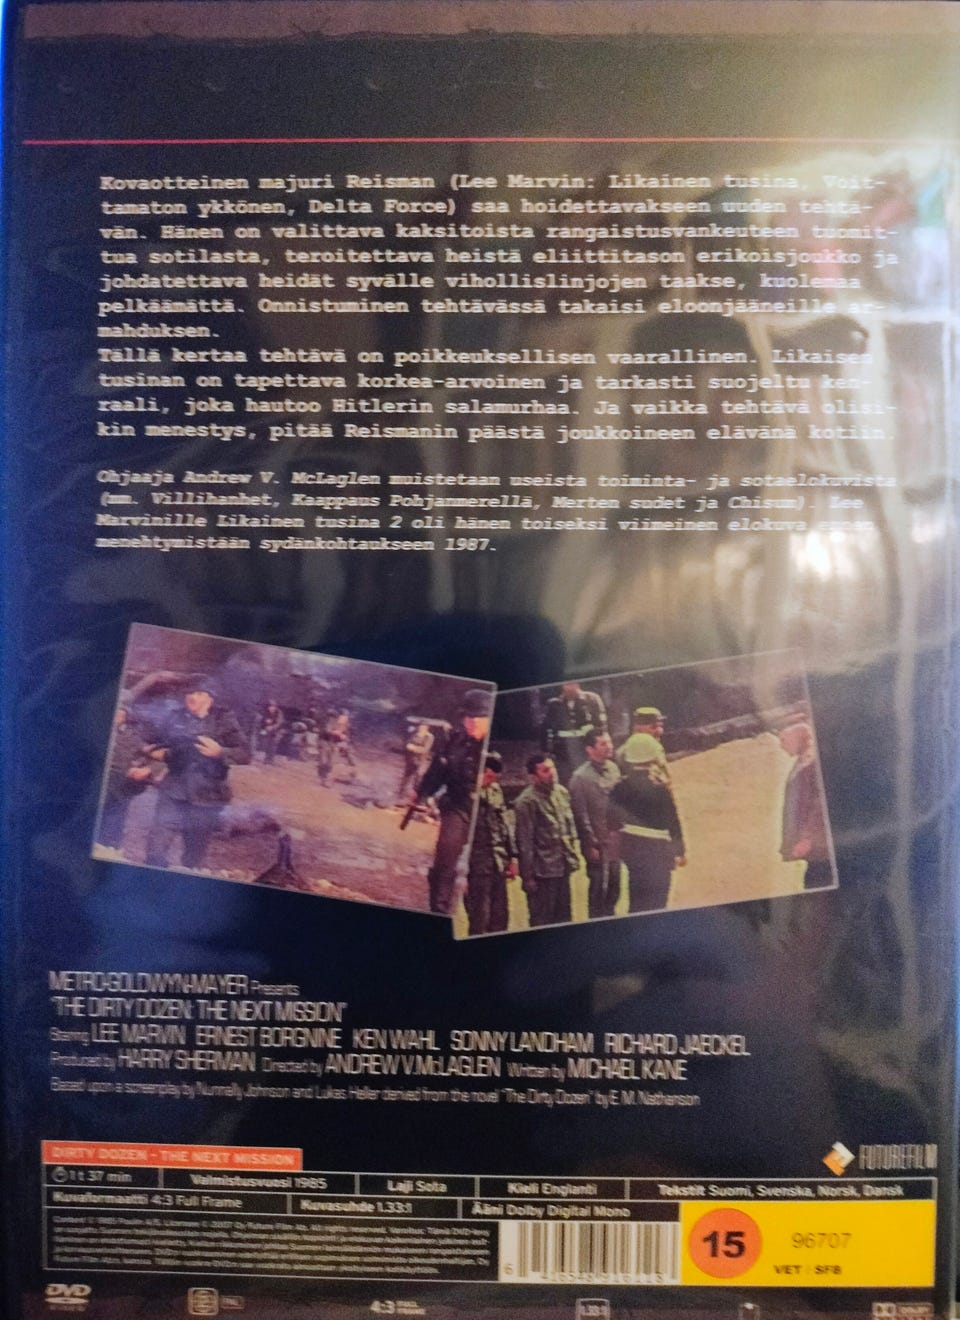 Kovaotteinen majuri Reisman (Lee Marvin: Likainen tusina, Voit-
tamaton ykkönen, Delta Force) saa hoidettavakseen uuden tehtä-
vän. Hänen on valittava kaksitoista rangaistusvankeuteen tuomit-
tua sotilasta, teroitettava heistä eliittitason erikoisjoukko ja
johdatettava heidät syvälle vihollislinjojen taakse, kuolemaa
pelkäämättä. Onnistuminen tehtävässä takaisi eloonjääneille ar-
mahduksen.
Tällä kertaa tehtävä on poikkeuksellisen vaarallinen. Likaisen
tusinan on tapettava korkea-arvoinen ja tarkasti suojeltu ken-
raali, joka hautoo Hitlerin salamurhaa. Ja vaikka tehtävä olisi-
kin menestys, pitää Reismanin päästä joukkoineen elävänä kotiin.
Ohjaaja Andrew V. McLaglen muistetaan useista toiminta- ja sotaelokuvista
(mm. Villihanhet, Kaappaus Pohjanmerellä, Merten sudet ja Chisum). Lee
Marvinille Likainen tusina 2 oli hänen toiseksi viimeinen elokuva ennen
menehtymistään sydänkohtaukseen 1987.
METRO-GOLDWYN-MAYER Presents
"THE DIRTY DOZEN: THE NEXT MISSION"
Starring LEE MARVIN ERNEST BORGNINE KEN WAHL SONNY LANDHAM RICHARD JAECKEL
Produced by HARRY SHERMAN Directed by ANDREW V. McLAGLEN Written by MICHAEL KANE
Based upon a screenplay by Nunnally Johnson and Lukas Heller derived from the novel "The Dirty Dozen" by E. M. Nathanson
DIRTY DOZEN - THE NEXT MISSION
FUTUREFILM
1 t 37 min Valmistusvuosi 1985 Laji Sota Kieli Englanti Tekstit Suomi, Svenska, Norsk, Dansk
Kuvaformaatti 4:3 Full Frame Kuvasuhde 1.33:1 Ääni Dolby Digital Mono
15 96707
VET / SFB
DVD VIDEO PAL 4:3 1.33:1